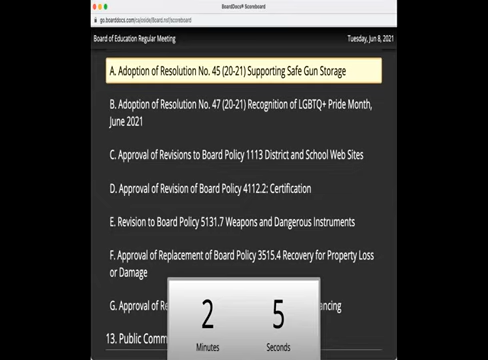 BoardDocs® Scoreboard
go.boarddocs.com/ca/
Board of Education Regular Meeting
Tuesday, Jun 8, 2021
A. Adoption of Resolution No. 45 (20-21) Supporting Safe Gun Storage
B. Adoption of Resolution No. 47 (20-21) Recognition of LGBTQ+ Pride Month,
June 2021
C. Approval of Revisions to Board Policy 1113 District and School Web Sites
D. Approval of Revision of Board Policy 4112.2: Certification
E. Revision to Board Policy 5131.7 Weapons and Dangerous Instruments
F. Approval of Replacement of Board Policy 3515.4 Recovery for Property Loss
or Damage
G. Approval of Re
ancing
13. Public Comm
2 5
Minutes Seconds